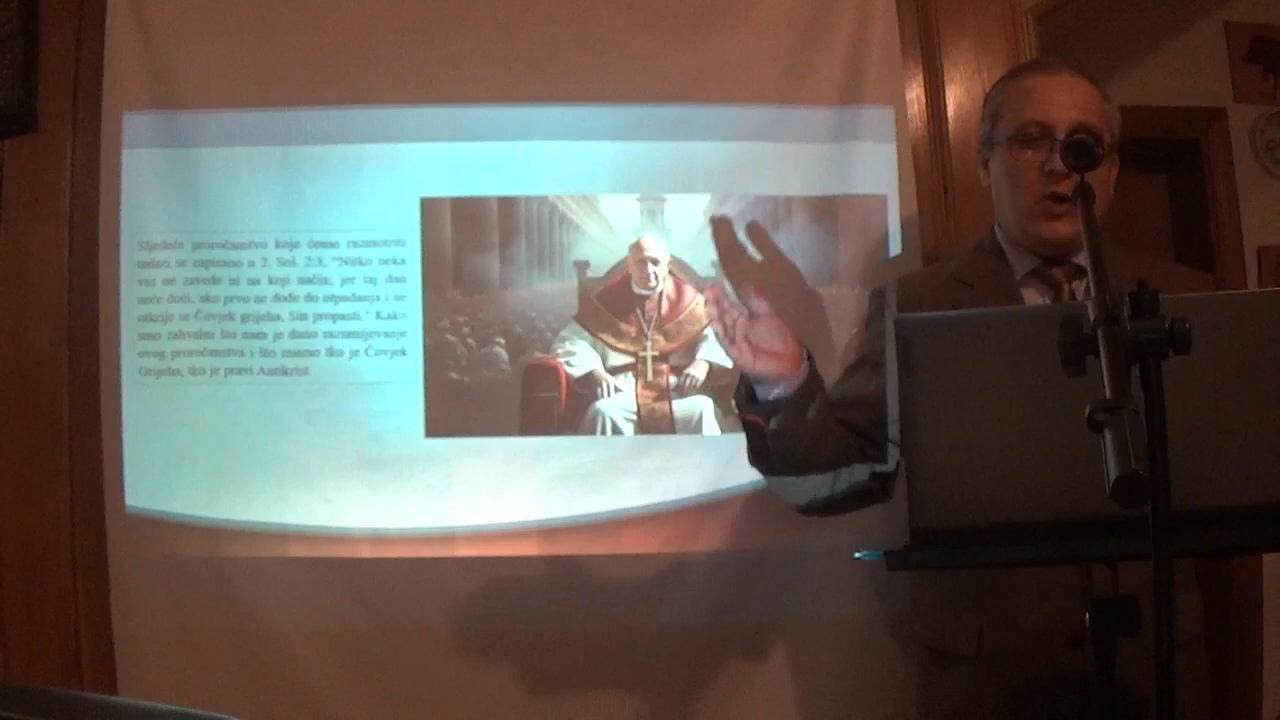 Sljedeće proročanstvo koje ćemo razmotriti
nalazi se zapisano u 2. Sol. 2:3, "Nitko neka
vas ne zavede ni na koji način; jer taj dan
neće doći, ako prvo ne dođe do otpadanja i ne
otkrije se Čovjek grijeha, Sin propasti." Kako
smo zahvalni što nam je dano razumijevanje
ovog proročanstva i što znamo tko je Čovjek
Grijeha, tko je pravi Antikrist.